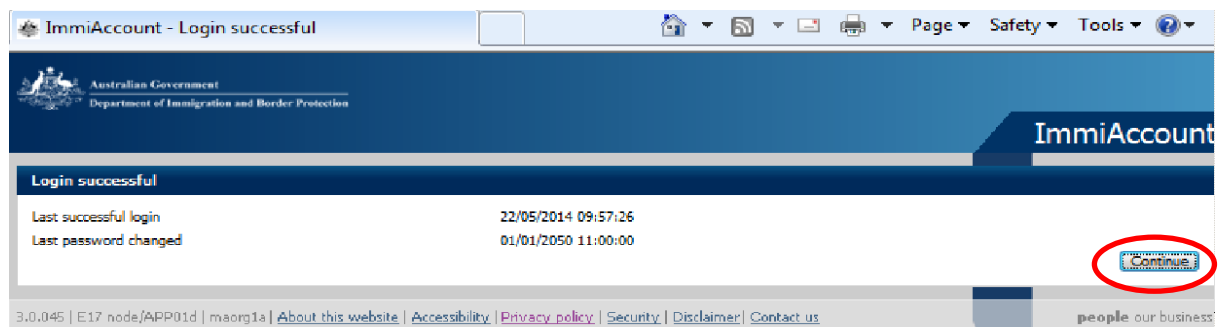 ImmiAccount - Login successful
Page Safety Tools
Australian Government
Department of Immigration and Border Protection
ImmiAccount
Login successful
Last successful login 22/05/2014 09:57:26
Last password changed 01/01/2050 11:00:00
Continue
3.0.045 | E17 node/APP01d | maorg1a | About this website | Accessibility | Privacy policy | Security | Disclaimer | Contact us people our business